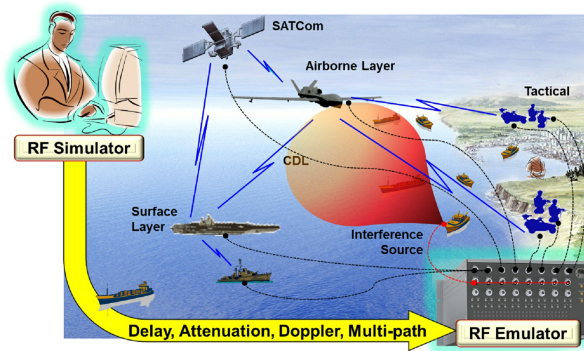 SATCom
Airborne Layer
Tactical
RF Simulator
CDL
Surface
Layer
Interference
Source
Delay, Attenuation, Doppler, Multi-path
RF Emulator